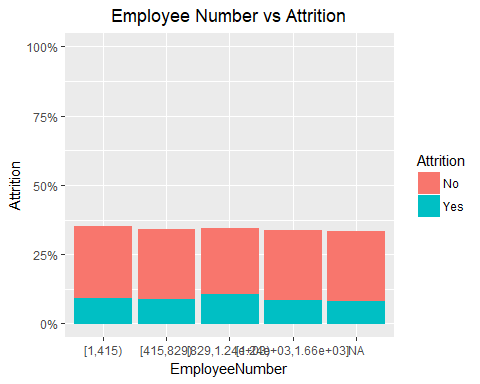 Employee Number vs Attrition
100%
75%
50%
25%
0%
Attrition
[1,415)
[415,829)
NA
EmployeeNumber
Attrition
No
Yes